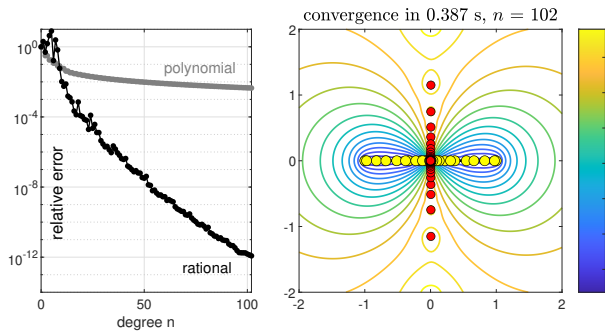 convergence in 0.387 s, n = 102
10^0
10^-4
10^-8
10^-12
polynomial
relative error
rational
0 50 100
degree n
2
1
0
-1
-2
-2 -1 0 1 2